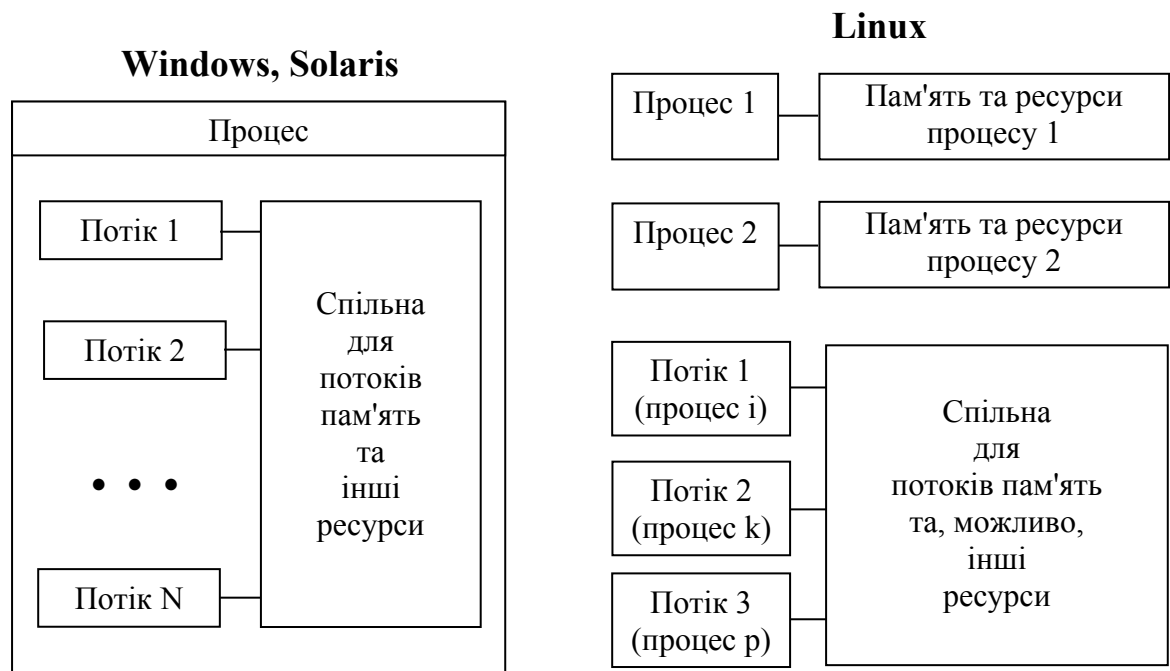 Windows, Solaris
Процес
Потік 1
Потік 2
• • •
Потік N
Спільна
для
потоків
пам'ять
та
інші
ресурси
Linux
Процес 1
Пам'ять та ресурси
процесу 1
Процес 2
Пам'ять та ресурси
процесу 2
Потік 1
(процес i)
Потік 2
(процес k)
Потік 3
(процес p)
Спільна
для
потоків пам'ять
та, можливо,
інші
ресурси